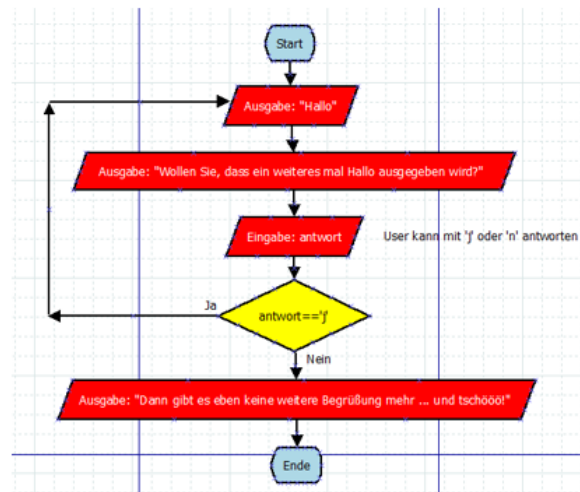 Start
Ausgabe: "Hallo"
Ausgabe: "Wollen Sie, dass ein weiteres mal Hallo ausgegeben wird?"
Eingabe: antwort
User kann mit 'j' oder 'n' antworten
Ja
antwort=='j'
Nein
Ausgabe: "Dann gibt es eben keine weitere Begrüßung mehr ... und tschööö!"
Ende